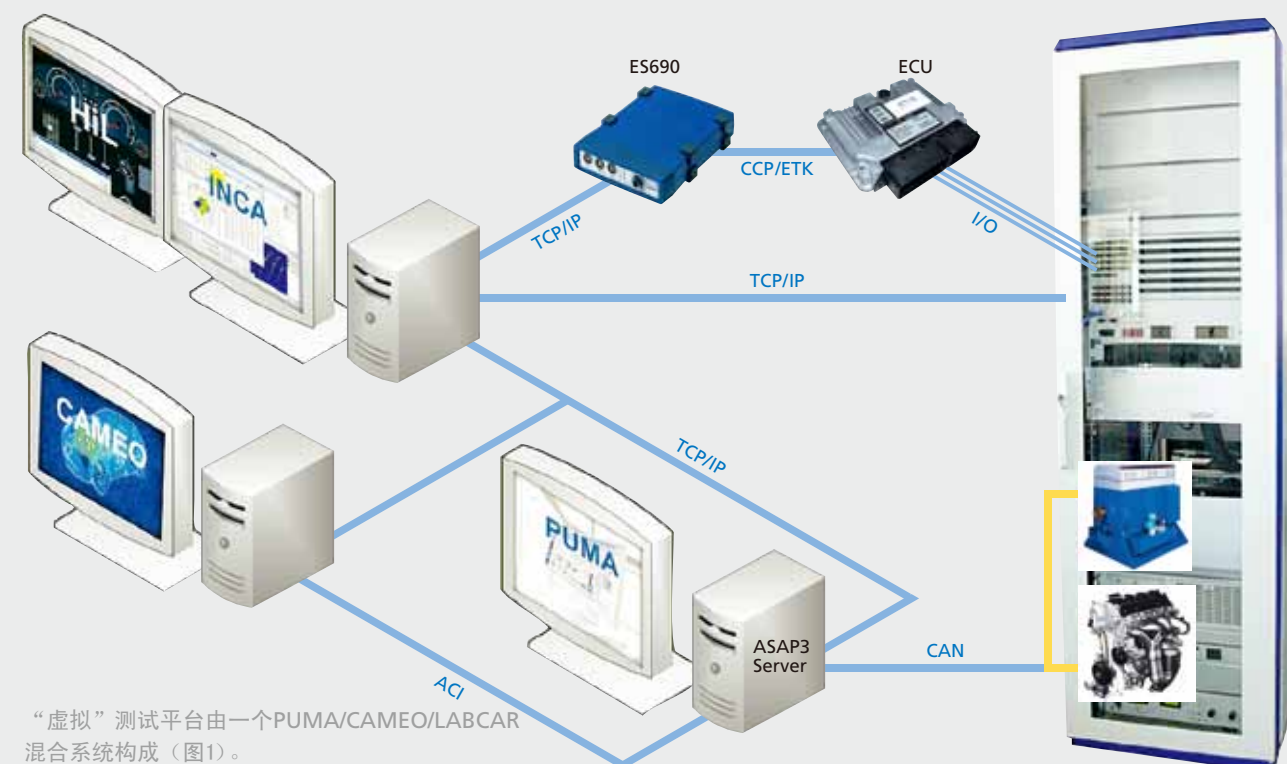 ES690
ECU
HiL
INCA
CCP/ETK
TCP/IP
I/O
TCP/IP
CAMEO
TCP/IP
PUMA
ASAP3
Server
CAN
ACI
“虚拟”测试平台由一个PUMA/CAMEO/LABCAR
混合系统构成（图1）。